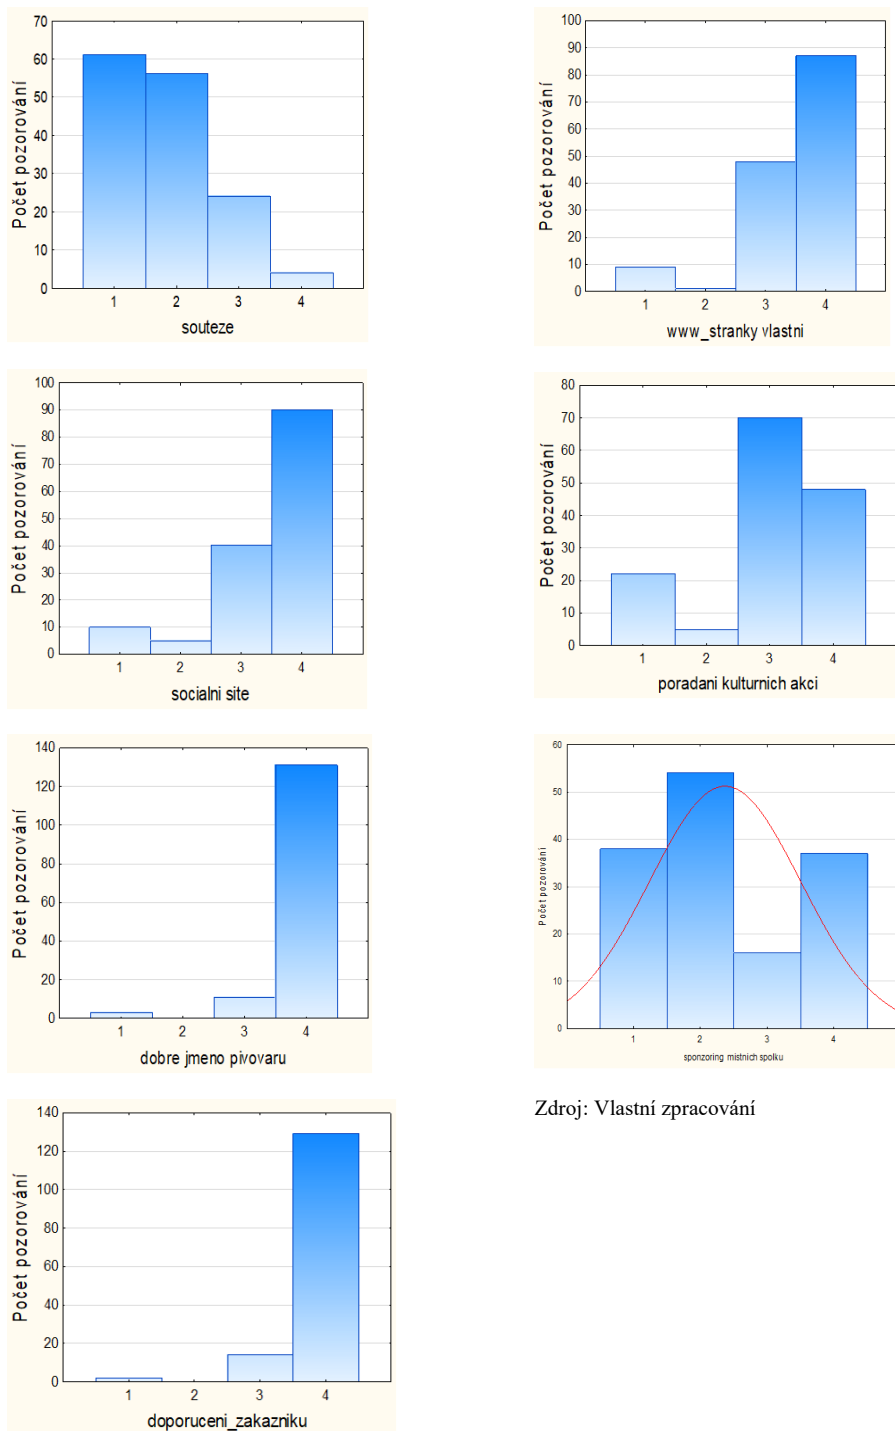 70
60
50
40
30
20
10
0
Počet pozorování
1 2 3 4
souteze
100
90
80
70
60
50
40
30
20
10
0
Počet pozorování
1 2 3 4
www_stranky vlastni
100
90
80
70
60
50
40
30
20
10
0
Počet pozorování
1 2 3 4
socialni site
80
70
60
50
40
30
20
10
0
Počet pozorování
1 2 3 4
poradani kulturnich akci
140
120
100
80
60
40
20
0
Počet pozorování
1 2 3 4
dobre jmeno pivovaru
60
50
40
30
20
10
0
Počet pozorování
1 2 3 4
sponzoring mistnich spolku
Zdroj: Vlastní zpracování
140
120
100
80
60
40
20
0
Počet pozorování
1 2 3 4
doporuceni_zakazniku